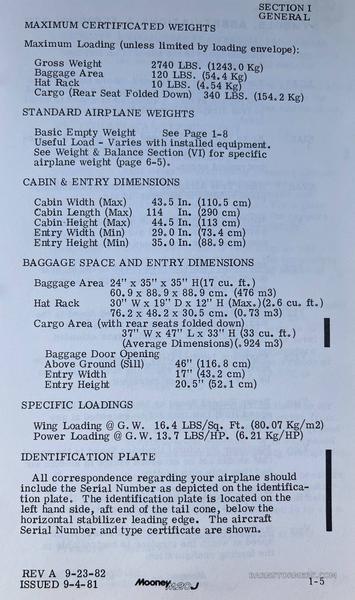 SECTION I
GENERAL
MAXIMUM CERTIFICATED WEIGHTS
Maximum Loading (unless limited by loading envelope):
Gross Weight 2740 LBS. (1243.0 Kg)
Baggage Area 120 LBS. (54.4 Kg)
Hat Rack 10 LBS. (4.54 Kg)
Cargo (Rear Seat Folded Down) 340 LBS. (154.2 Kg)
STANDARD AIRPLANE WEIGHTS
Basic Empty Weight See Page 1-8
Useful Load - Varies with installed equipment.
See Weight & Balance Section (VI) for specific
airplane weight (page 6-5).
CABIN & ENTRY DIMENSIONS
Cabin Width (Max) 43.5 In. (110.5 cm)
Cabin Length (Max) 114 In. (290 cm)
Cabin Height (Max) 44.5 In. (113 cm)
Entry Width (Min) 29.0 In. (73.4 cm)
Entry Height (Min) 35.0 In. (88.9 cm)
BAGGAGE SPACE AND ENTRY DIMENSIONS
Baggage Area 24" x 35" x 35" H(17 cu. ft.)
60.9 x 88.9 x 88.9 cm. (476 m3)
Hat Rack 30" W x 19" D x 12" H (Max.)(2.6 cu. ft.)
76.2 x 48.2 x 30.5 cm. (0.73 m3)
Cargo Area (with rear seats folded down)
37" W x 47" L x 33" H (33 cu. ft.)
(Average Dimensions)(.924 m3)
Baggage Door Opening
Above Ground (Sill) 46" (116.8 cm)
Entry Width 17" (43.2 cm)
Entry Height 20.5" (52.1 cm)
SPECIFIC LOADINGS
Wing Loading @ G.W. 16.4 LBS/Sq. Ft. (80.07 Kg/m2)
Power Loading @ G.W. 13.7 LBS/HP. (6.21 Kg/HP)
IDENTIFICATION PLATE
All correspondence regarding your airplane should
include the Serial Number as depicted on the identifica-
tion plate. The identification plate is located on the
left hand side, aft end of the tail cone, below the
horizontal stabilizer leading edge. The aircraft
Serial Number and type certificate are shown.
REV A 9-23-82
ISSUED 9-4-81
Mooney M20J
1-5